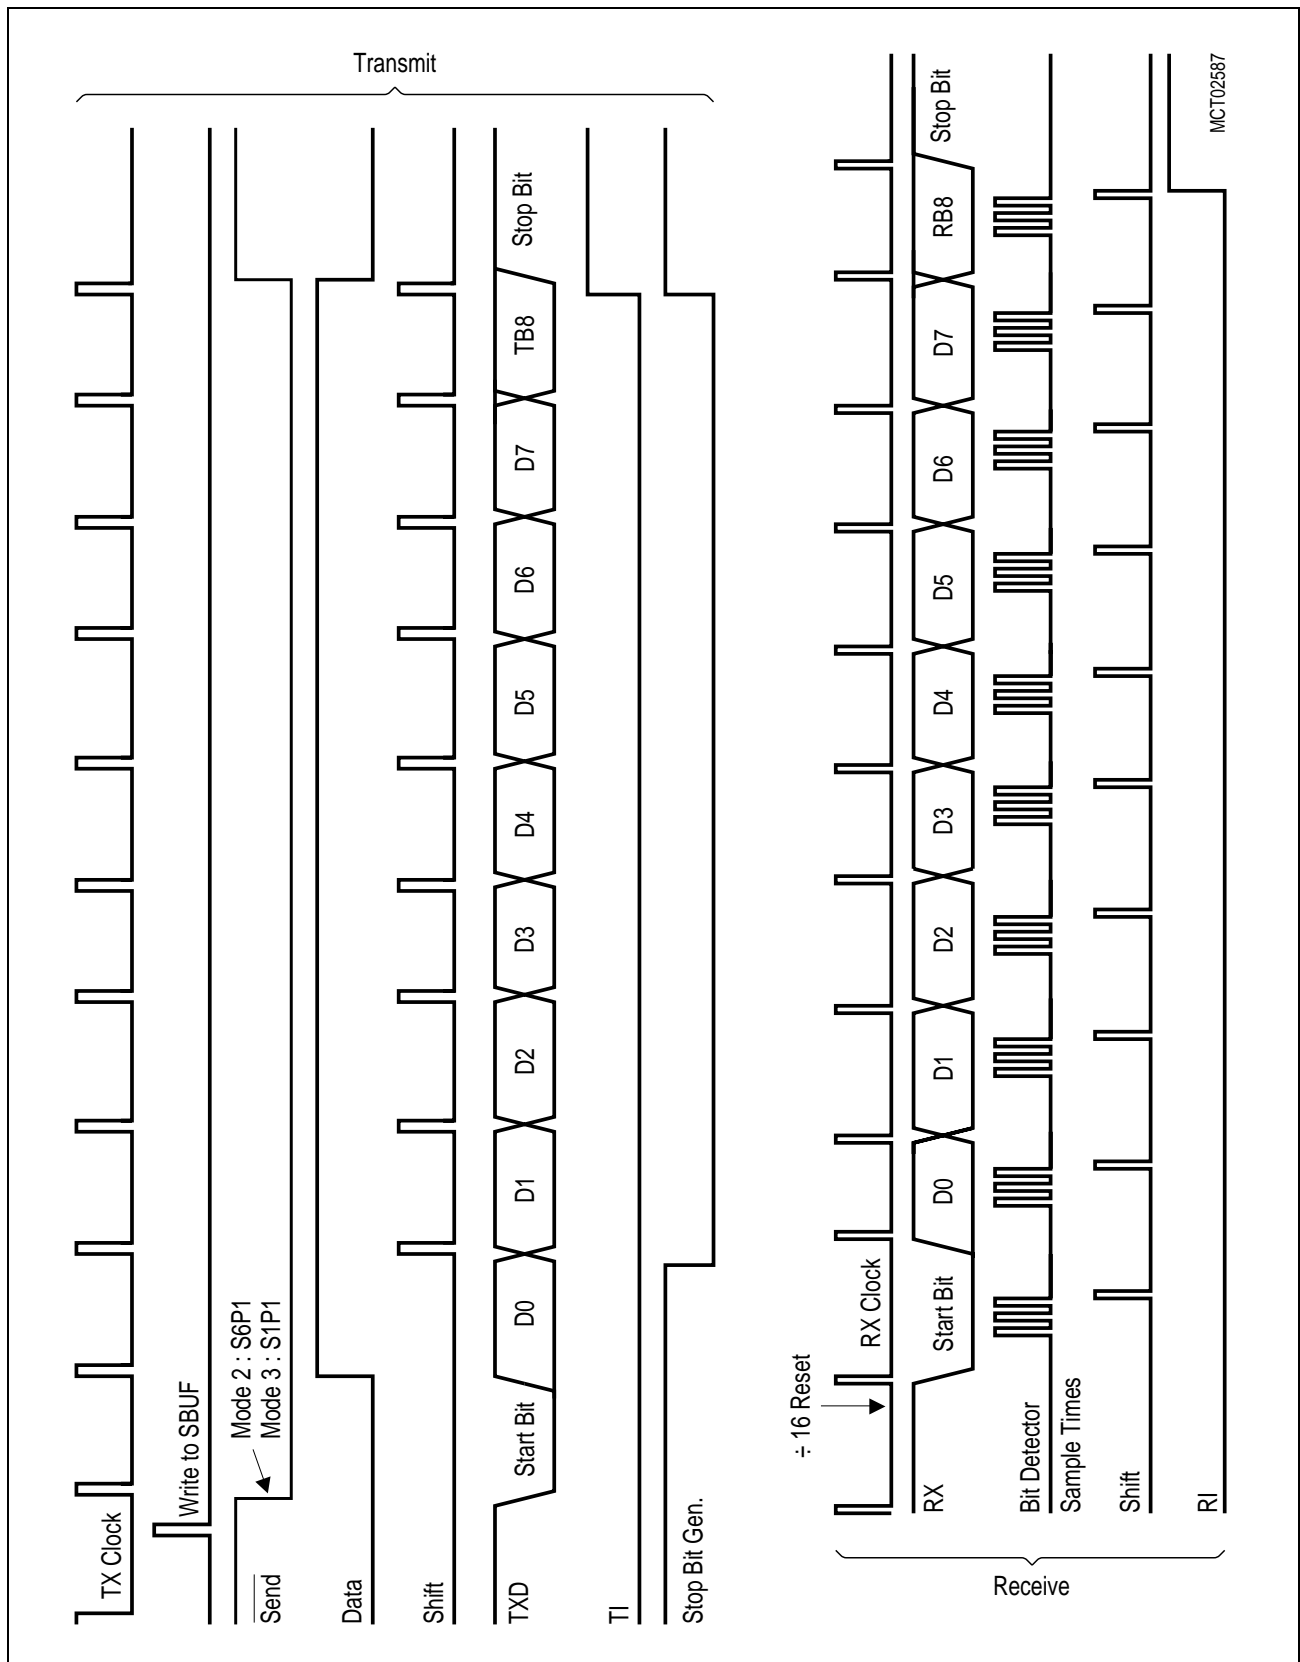 Transmit
TX Clock
Write to SBUF
Mode 2 : S6P1
Mode 3 : S1P1
Send
Data
Shift
TXD
Start Bit
D0
D1
D2
D3
D4
D5
D6
D7
TB8
Stop Bit
TI
Stop Bit Gen.
÷ 16 Reset
RX Clock
RX
Start Bit
D0
D1
D2
D3
D4
D5
D6
D7
RB8
Stop Bit
Bit Detector
Sample Times
Shift
RI
Receive
MCT02587